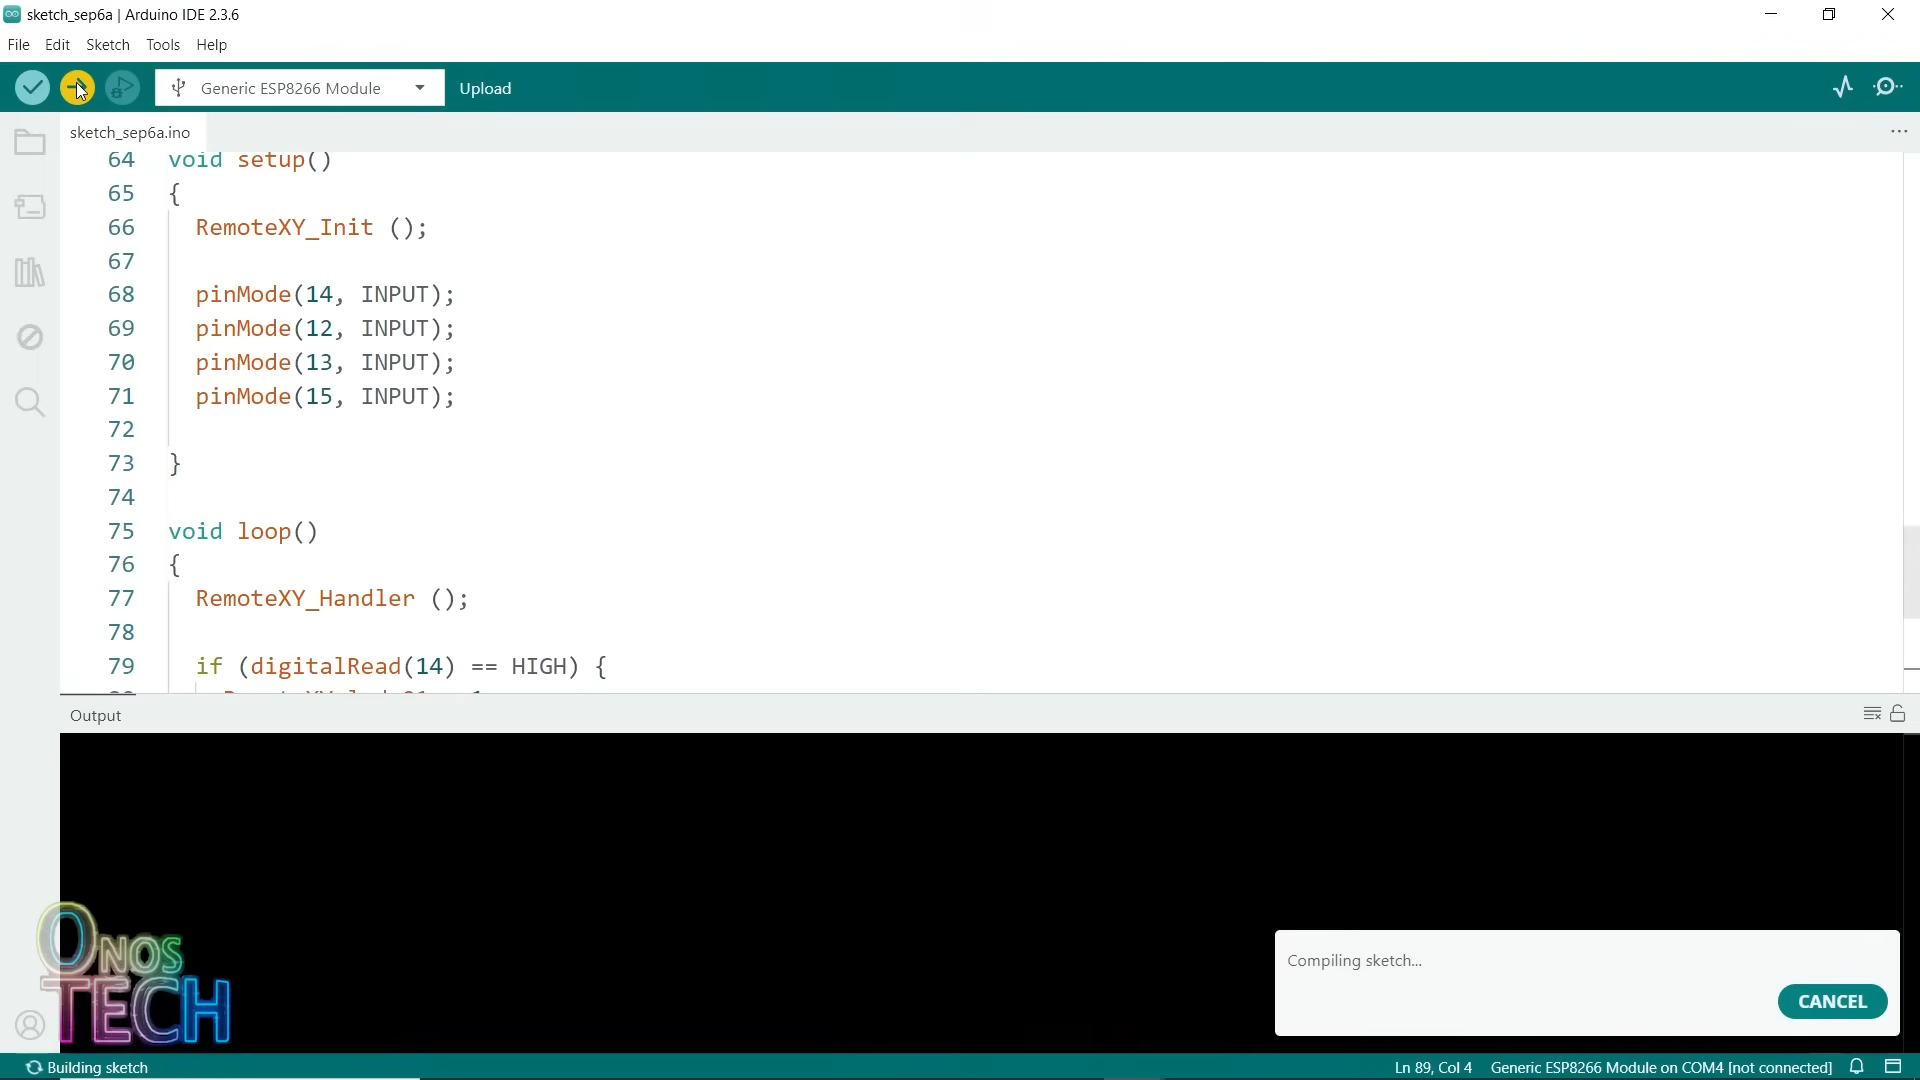 sketch_sep6a | Arduino IDE 2.3.6
File Edit Sketch Tools Help
Generic ESP8266 Module Upload
sketch_sep6a.ino
64 void setup()
65 {
66 RemoteXY_Init ();
67
68 pinMode(14, INPUT);
69 pinMode(12, INPUT);
70 pinMode(13, INPUT);
71 pinMode(15, INPUT);
72
73 }
74
75 void loop()
76 {
77 RemoteXY_Handler ();
78
79 if (digitalRead(14) == HIGH) {
Output
Compiling sketch...
CANCEL
ONOS
TECH
Building sketch Ln 89, Col 4 Generic ESP8266 Module on COM4 [not connected]